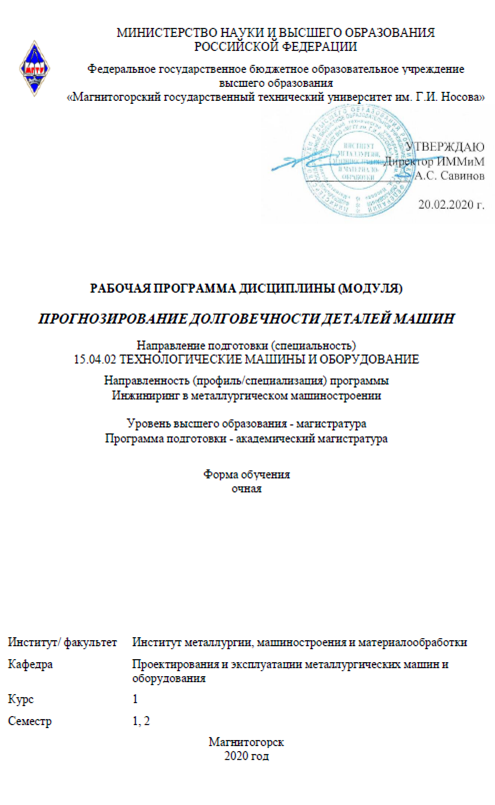 МИНИСТЕРСТВО НАУКИ И ВЫСШЕГО ОБРАЗОВАНИЯ
РОССИЙСКОЙ ФЕДЕРАЦИИ
Федеральное государственное бюджетное образовательное учреждение
высшего образования
«Магнитогорский государственный технический университет им. Г.И. Носова»
УТВЕРЖДАЮ
Директор ИММиМ
А.С. Савинов
20.02.2020 г.
РАБОЧАЯ ПРОГРАММА ДИСЦИПЛИНЫ (МОДУЛЯ)
ПРОГНОЗИРОВАНИЕ ДОЛГОВЕЧНОСТИ ДЕТАЛЕЙ МАШИН
Направление подготовки (специальность)
15.04.02 ТЕХНОЛОГИЧЕСКИЕ МАШИНЫ И ОБОРУДОВАНИЕ
Направленность (профиль/специализация) программы
Инжиниринг в металлургическом машиностроении
Уровень высшего образования - магистратура
Программа подготовки - академический магистратура
Форма обучения
очная
Институт/ факультет Институт металлургии, машиностроения и материалообработки
Кафедра Проектирования и эксплуатации металлургических машин и
оборудования
Курс 1
Семестр 1, 2
Магнитогорск
2020 год